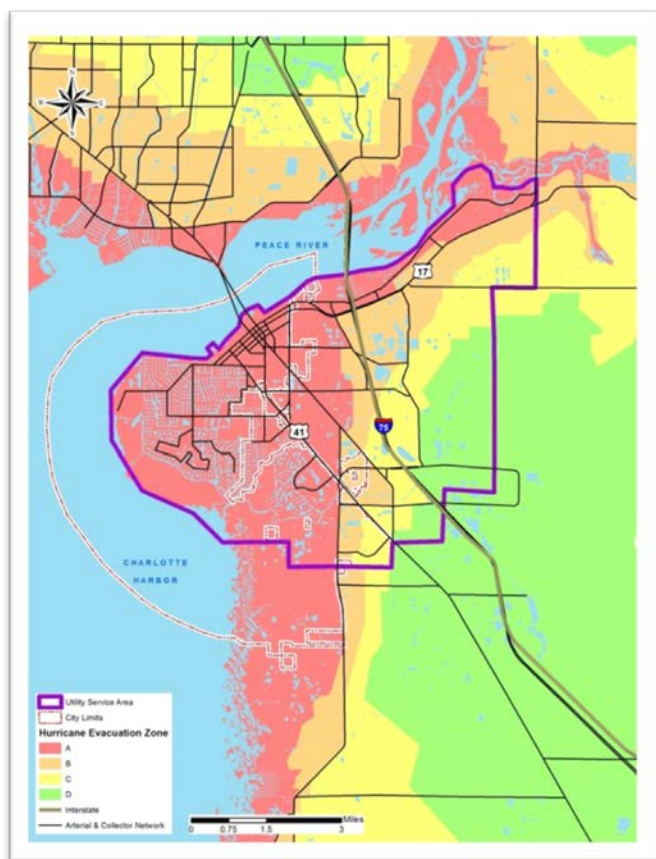 N
W E
S
PEACE RIVER
17
41
75
CHARLOTTE
HARBOR
Utility Service Area
City Limits
Hurricane Evacuation Zone
A
B
C
D
Interstate
Arterial & Collector Network
Miles
0 0.75 1.5 3